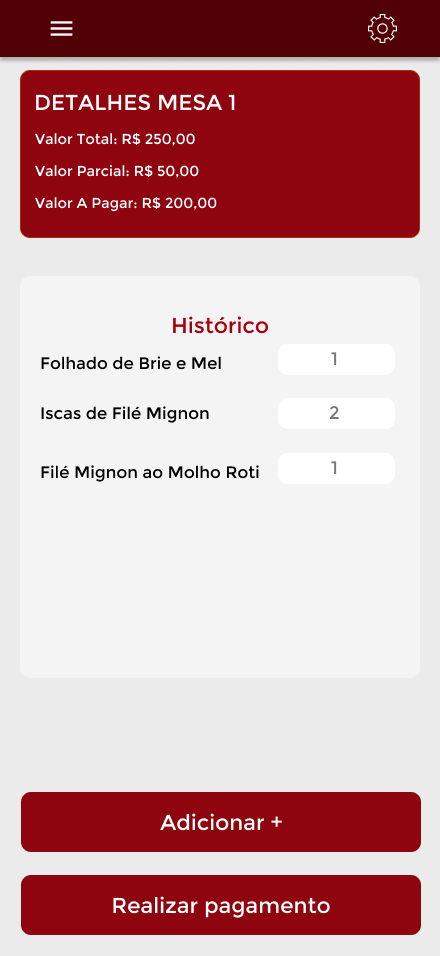 DETALHES MESA 1
Valor Total: R$ 250,00
Valor Parcial: R$ 50,00
Valor A Pagar: R$ 200,00
Histórico
Folhado de Brie e Mel 1
Iscas de Filé Mignon 2
Filé Mignon ao Molho Roti 1
Adicionar +
Realizar pagamento